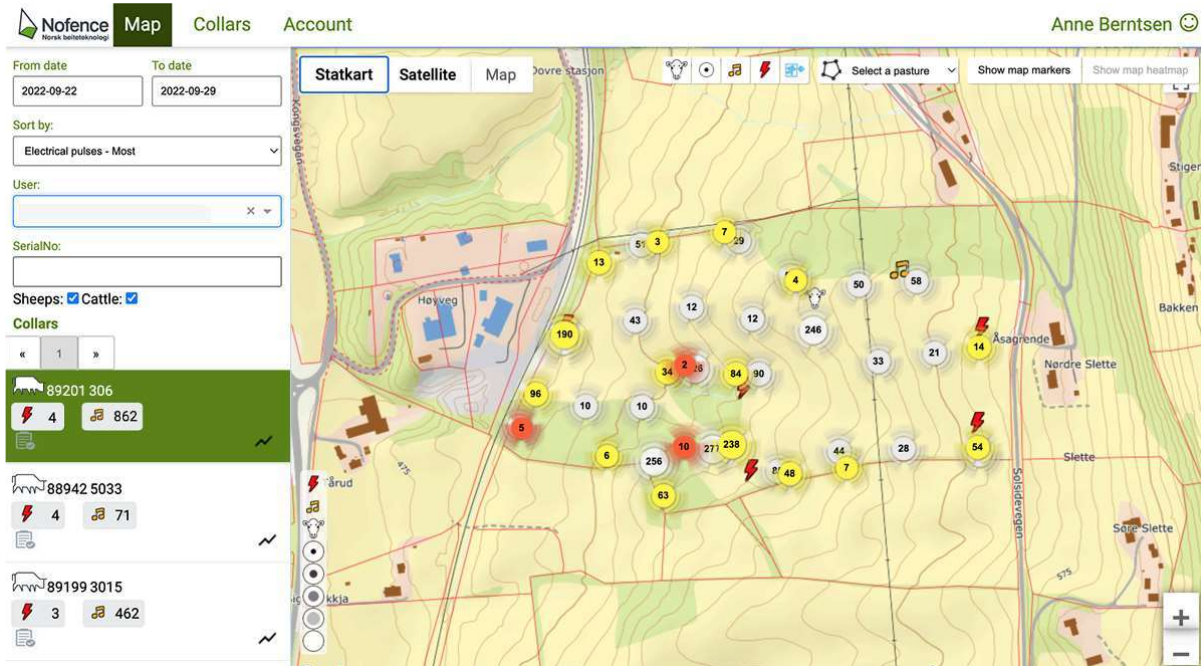 Nofence
Norsk beiteteknologi
Map
Collars
Account
Anne Berntsen
From date
To date
2022-09-22
2022-09-29
Sort by:
Electrical pulses - Most
User:
SerialNo:
Sheeps:
Cattle:
Collars
« 1 »
89201 306
4 862
88942 5033
4 71
89199 3015
3 462
Statkart
Satellite
Map
Dovre stasjon
Select a pasture
Show map markers
Show map heatmap
Kongsvegen
Stiger
7
3
13
4
50
58
Høyveg
Bakken
12
43
12
190
246
14
Åsagrende
21
33
2
34
84
90
Nordre Slette
96
10
10
5
10
238
44
28
54
6
256
277
Slette
475
48
7
63
Tårud
Solsidevegen
Søre Slette
575
kkja
+
−